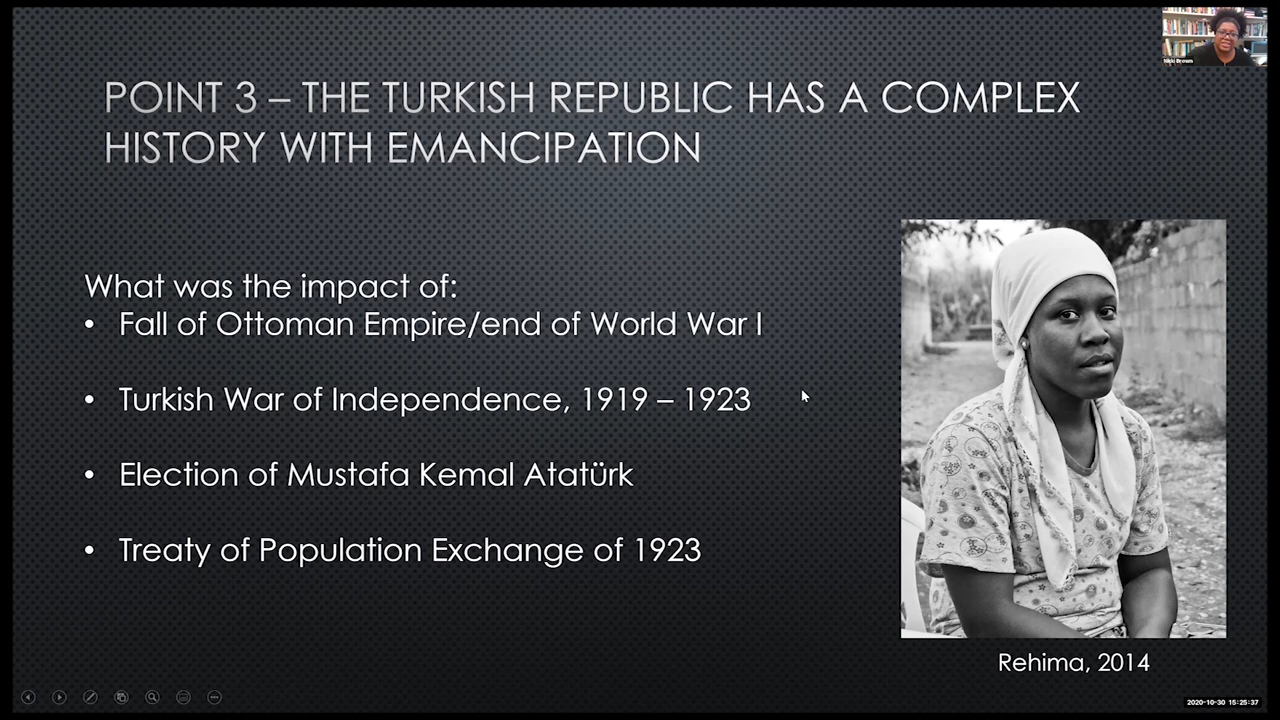 Nikki Brown
POINT 3 – THE TURKISH REPUBLIC HAS A COMPLEX
HISTORY WITH EMANCIPATION
What was the impact of:
• Fall of Ottoman Empire/end of World War I
• Turkish War of Independence, 1919 – 1923
• Election of Mustafa Kemal Atatürk
• Treaty of Population Exchange of 1923
Rehima, 2014
2020-10-30 15:25:37